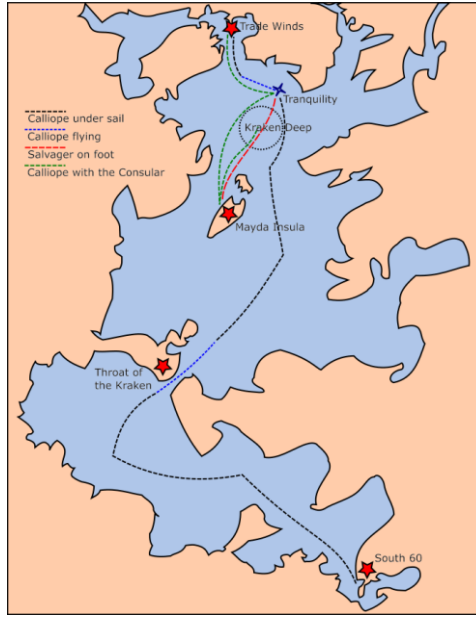 Trade Winds
Tranquility
Calliope under sail
Kraken Deep
Calliope flying
Salvager on foot
Calliope with the Consular
Mayda Insula
Throat of
the Kraken
South 60